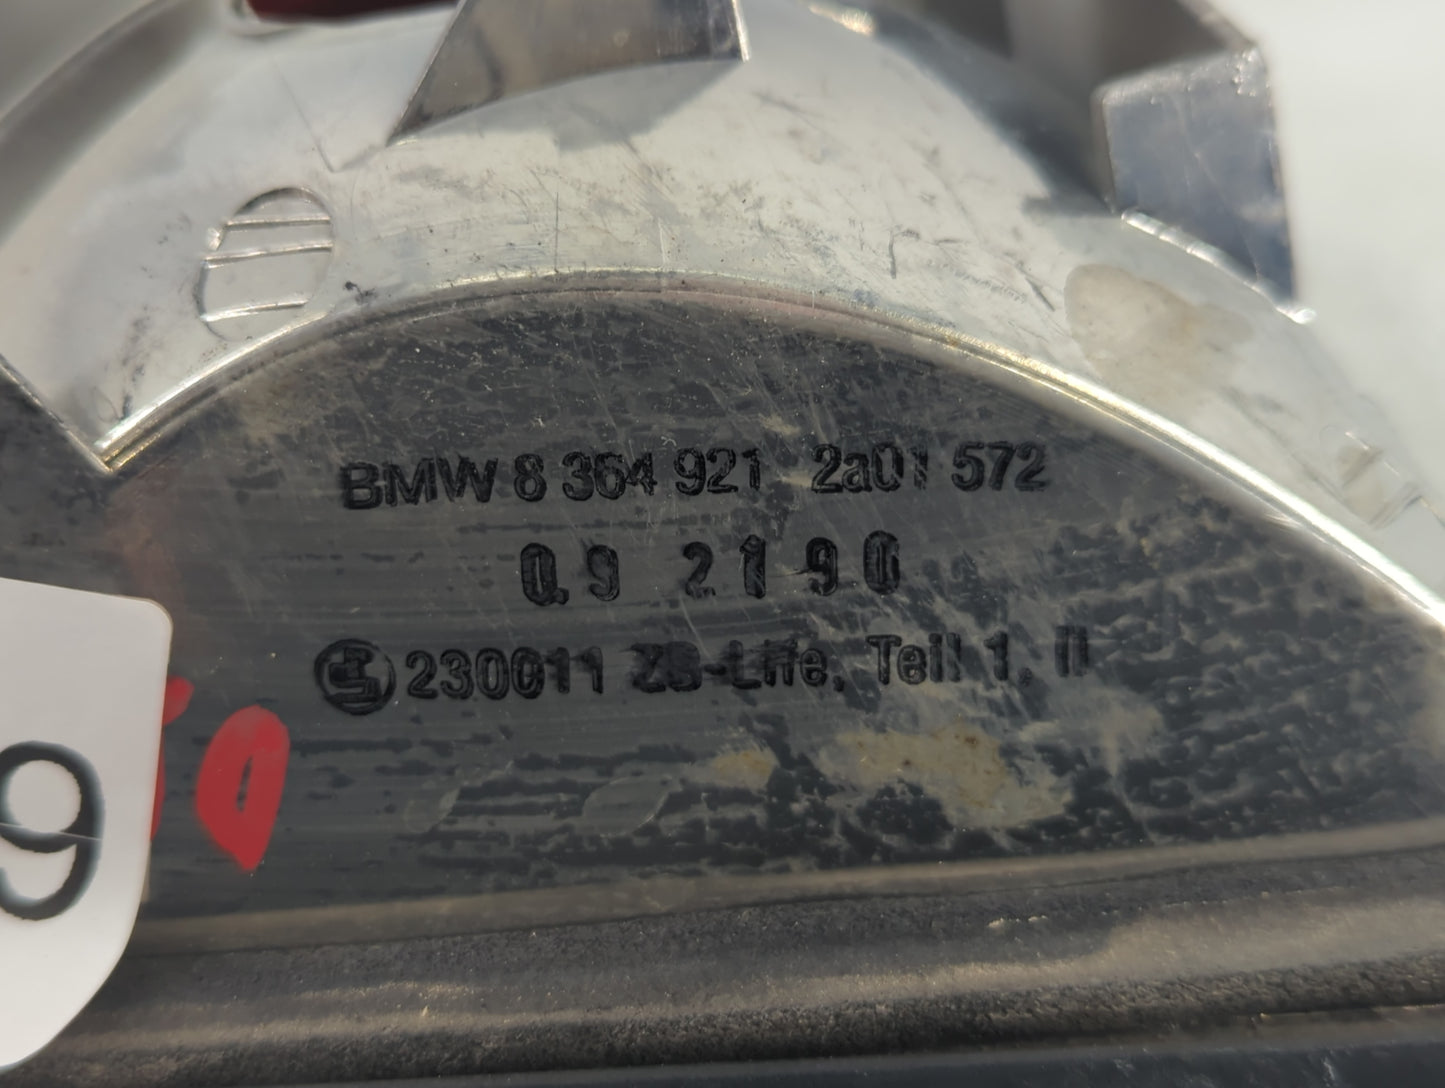 BMW 8 364 921 2a01 572
0.9 2 1 9 0
230011 ZB-Life, Teil 1, II
9